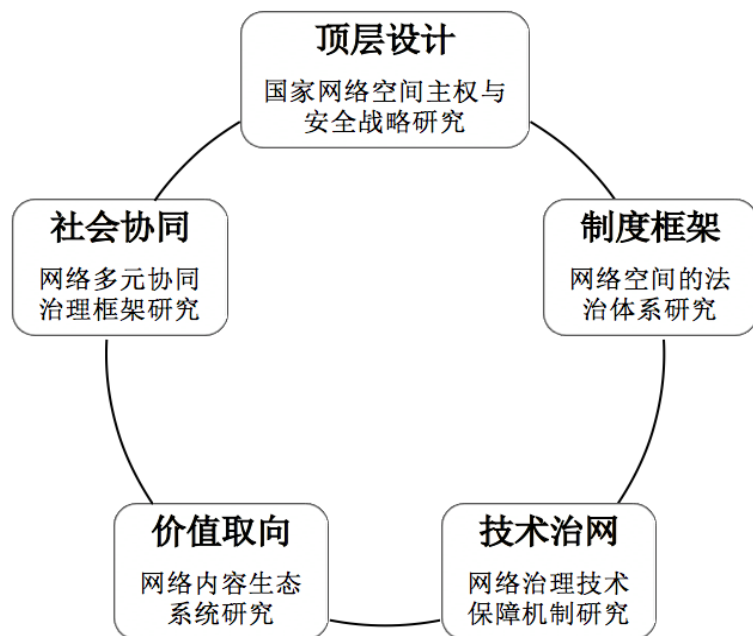 顶层设计
国家网络空间主权与
安全战略研究
社会协同
网络多元协同
治理框架研究
制度框架
网络空间的法
治体系研究
价值取向
网络内容生态
系统研究
技术治网
网络治理技术
保障机制研究